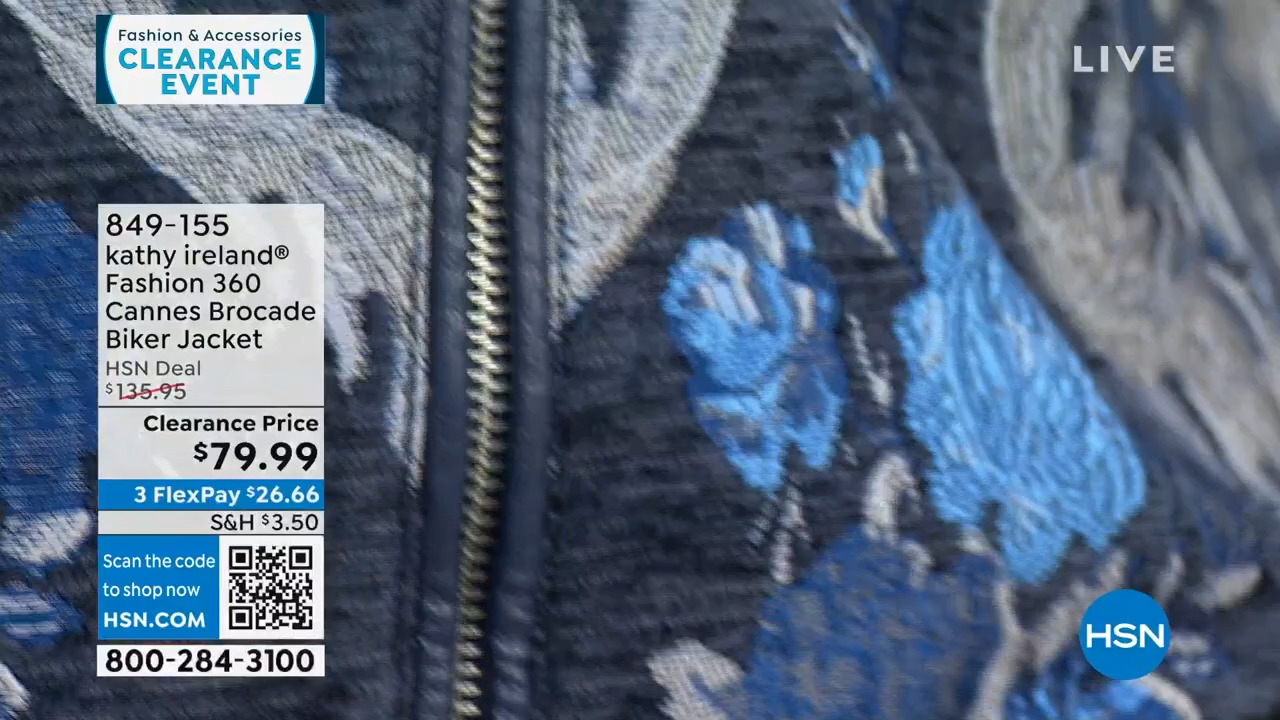 Fashion & Accessories
CLEARANCE
EVENT
LIVE
849-155
kathy ireland®
Fashion 360
Cannes Brocade
Biker Jacket
HSN Deal
$135.95
Clearance Price
$79.99
3 FlexPay $26.66
S&H $3.50
Scan the code
to shop now
HSN.COM
800-284-3100
HSN